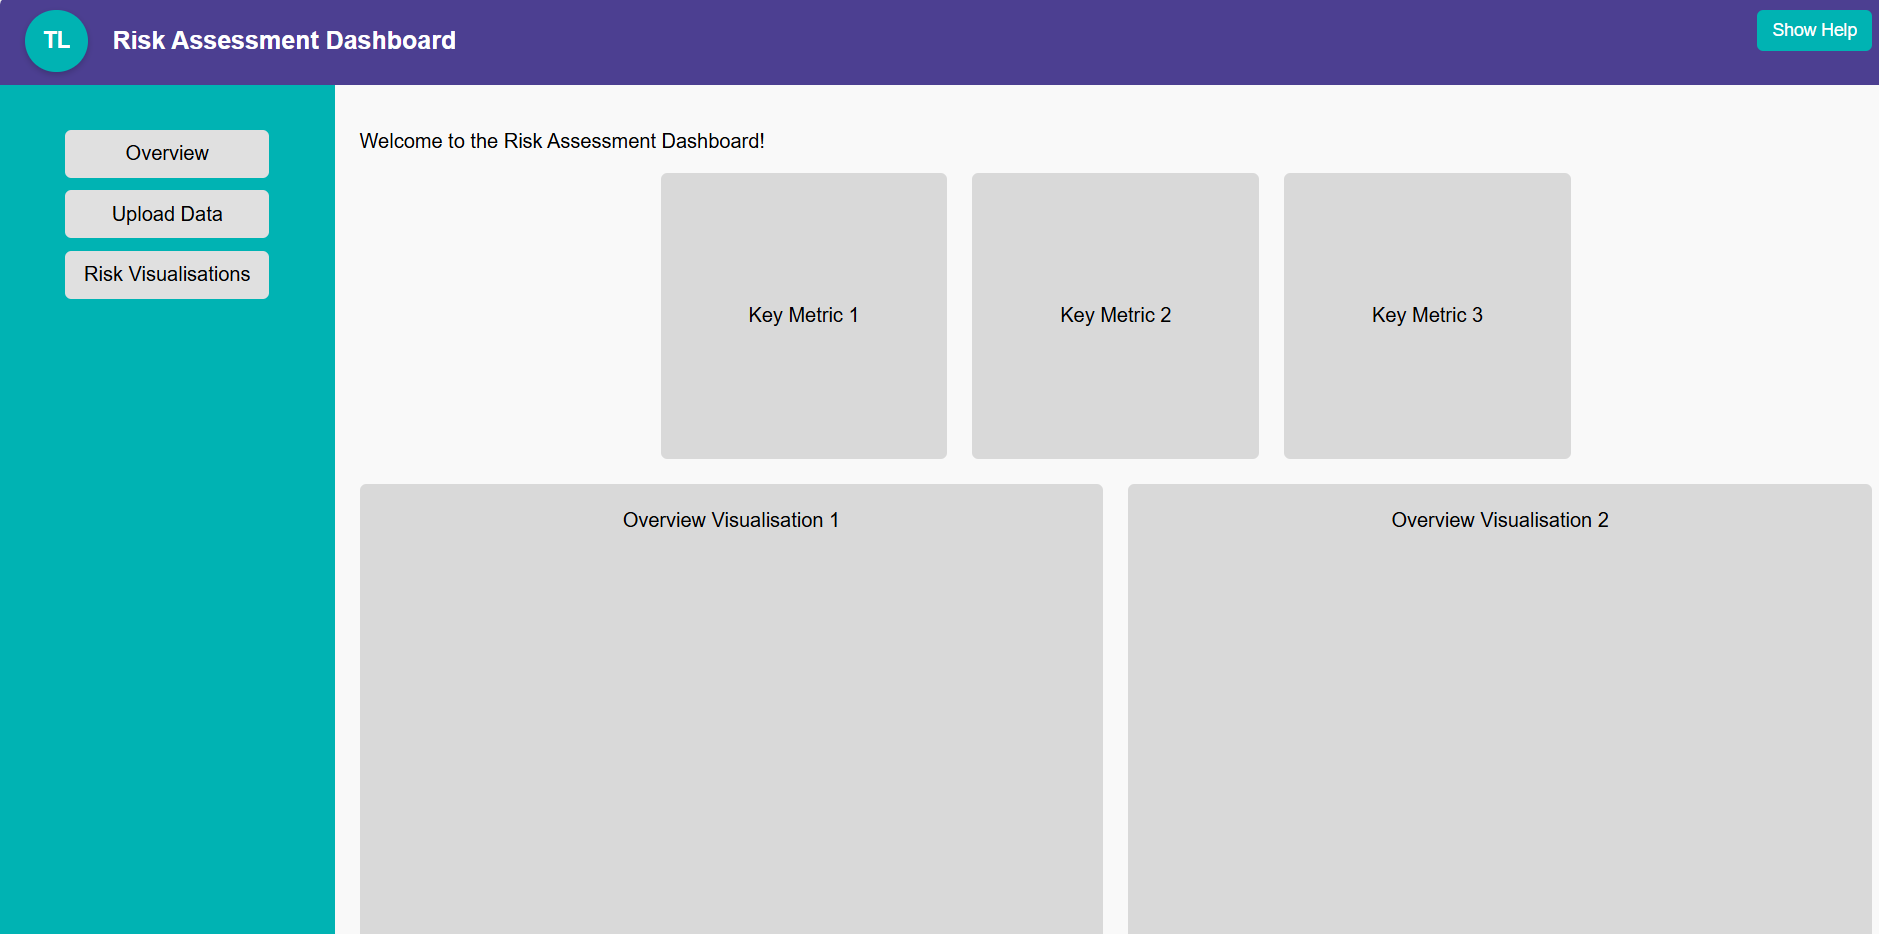 TL
Risk Assessment Dashboard
Show Help
Overview
Upload Data
Risk Visualisations
Welcome to the Risk Assessment Dashboard!
Key Metric 1
Key Metric 2
Key Metric 3
Overview Visualisation 1
Overview Visualisation 2